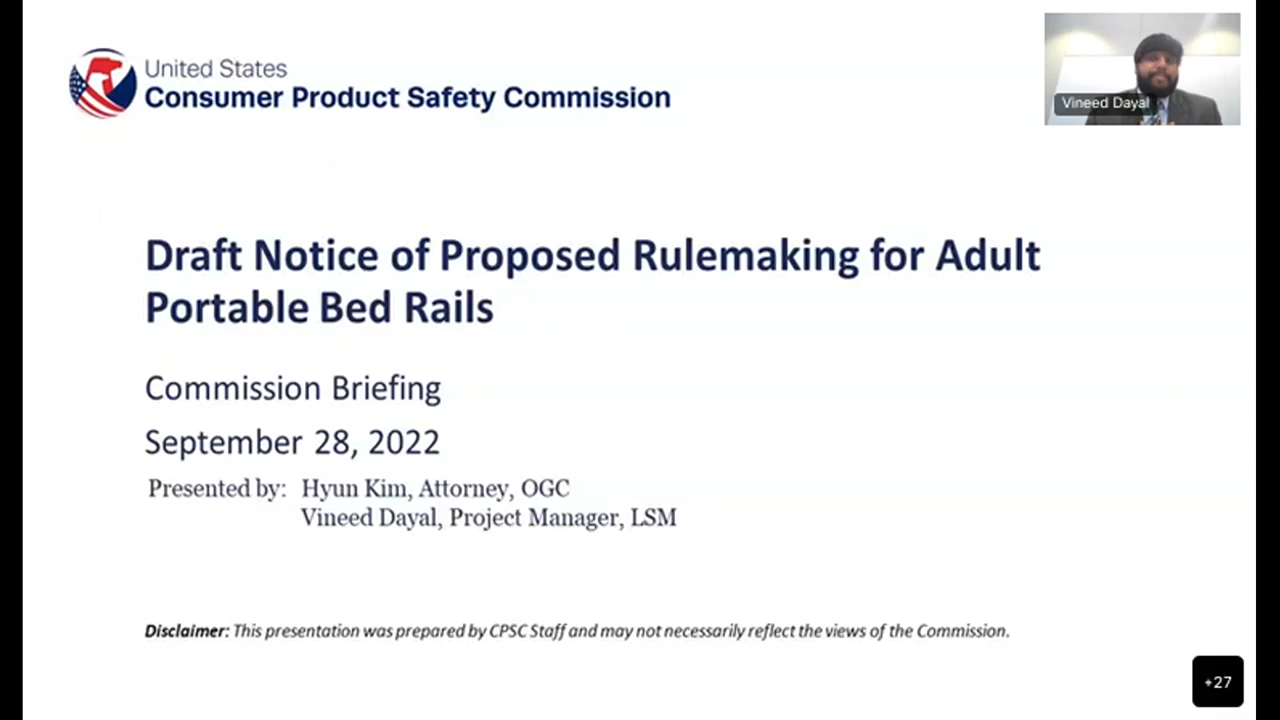 United States
Consumer Product Safety Commission
Vineed Dayal
Draft Notice of Proposed Rulemaking for Adult
Portable Bed Rails
Commission Briefing
September 28, 2022
Presented by: Hyun Kim, Attorney, OGC
Vineed Dayal, Project Manager, LSM
Disclaimer: This presentation was prepared by CPSC Staff and may not necessarily reflect the views of the Commission.
+27